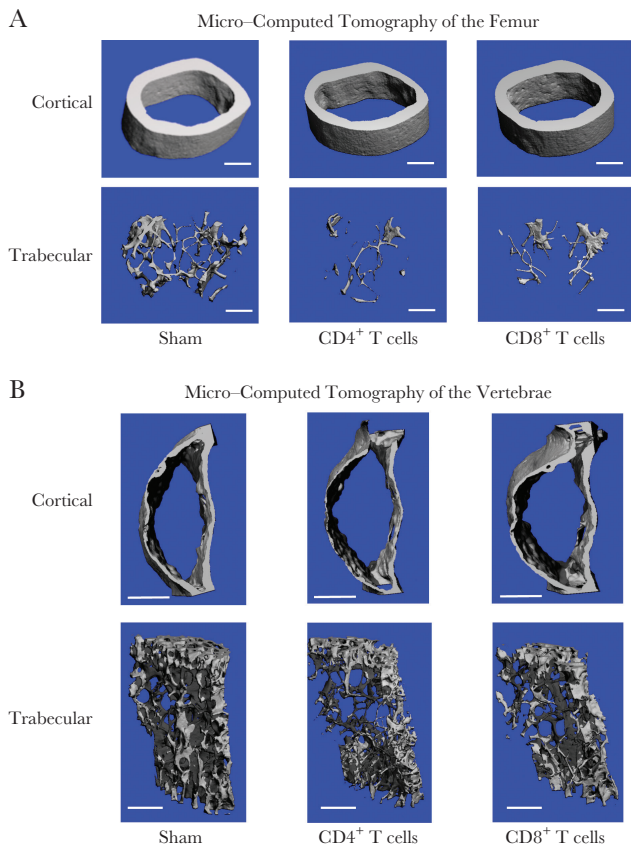 A
Micro–Computed Tomography of the Femur
Cortical
Trabecular
Sham
CD4⁺ T cells
CD8⁺ T cells
B
Micro–Computed Tomography of the Vertebrae
Cortical
Trabecular
Sham
CD4⁺ T cells
CD8⁺ T cells